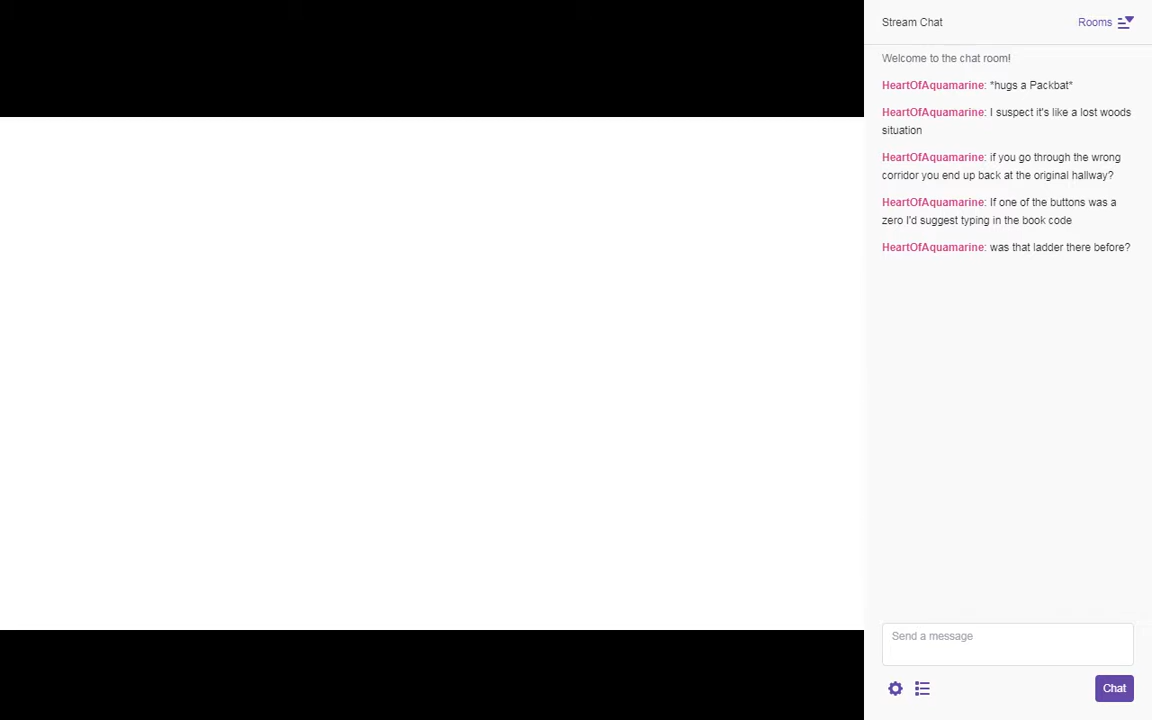 Stream Chat
Rooms
Welcome to the chat room!
HeartOfAquamarine: *hugs a Packbat*
HeartOfAquamarine: I suspect it's like a lost woods
situation
HeartOfAquamarine: if you go through the wrong
corridor you end up back at the original hallway?
HeartOfAquamarine: If one of the buttons was a
zero I'd suggest typing in the book code
HeartOfAquamarine: was that ladder there before?
Send a message
Chat